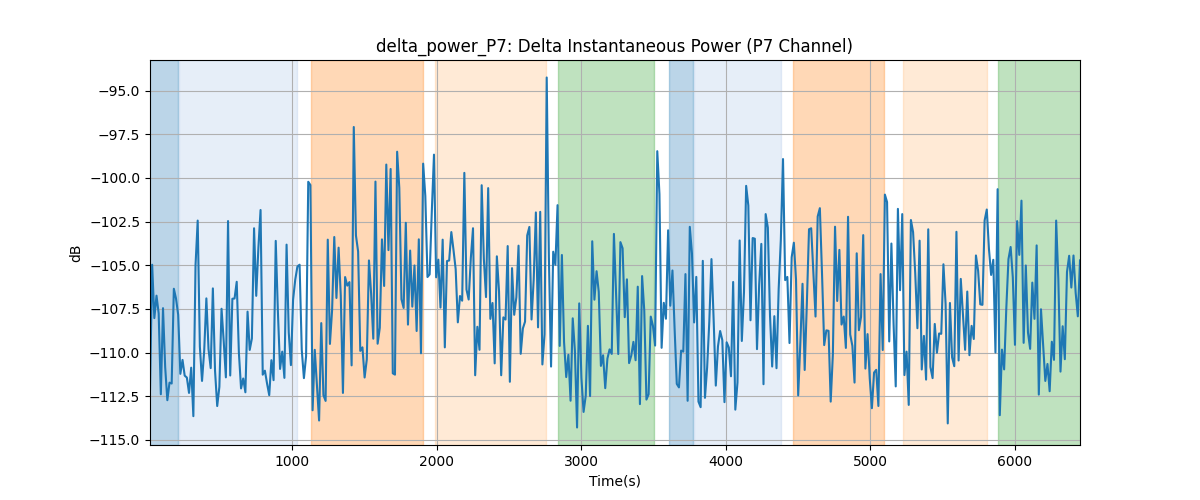 delta_power_P7: Delta Instantaneous Power (P7 Channel)
−95.0
−97.5
−100.0
−102.5
−105.0
−107.5
−110.0
−112.5
−115.0
dB
1000 2000 3000 4000 5000 6000
Time(s)